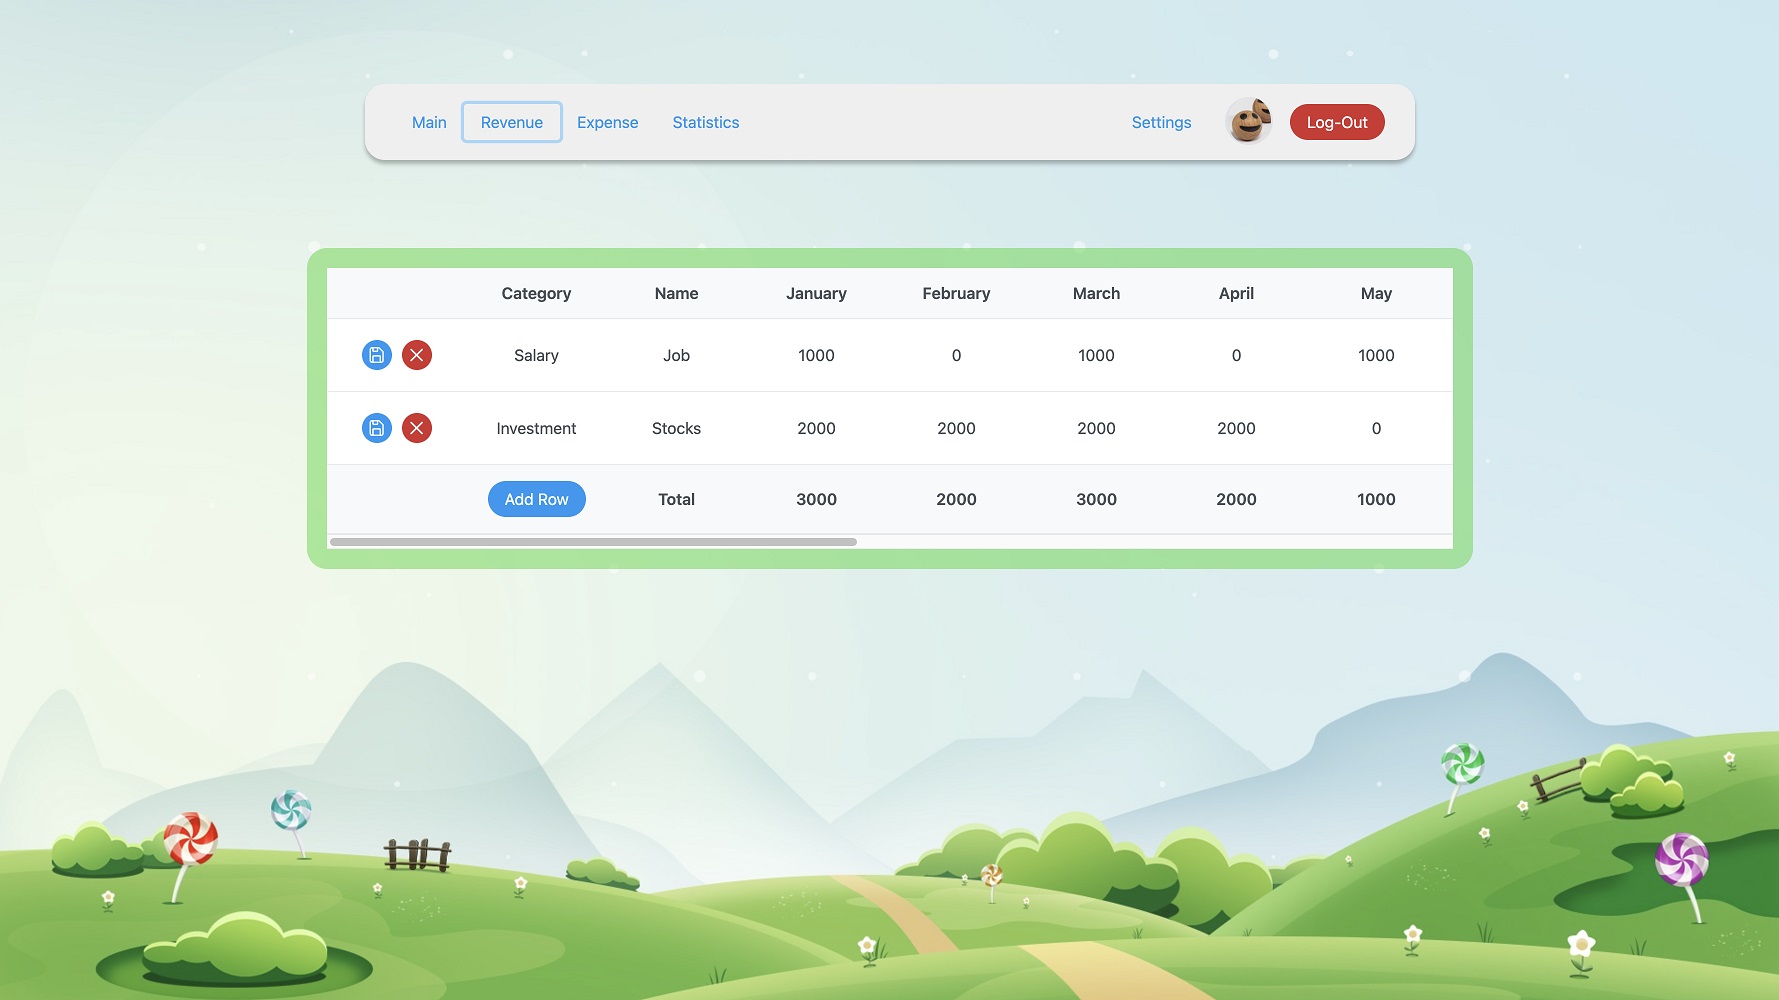 Main Revenue Expense Statistics Settings Log-Out
Category Name January February March April May
Salary Job 1000 0 1000 0 1000
Investment Stocks 2000 2000 2000 2000 0
Add Row Total 3000 2000 3000 2000 1000